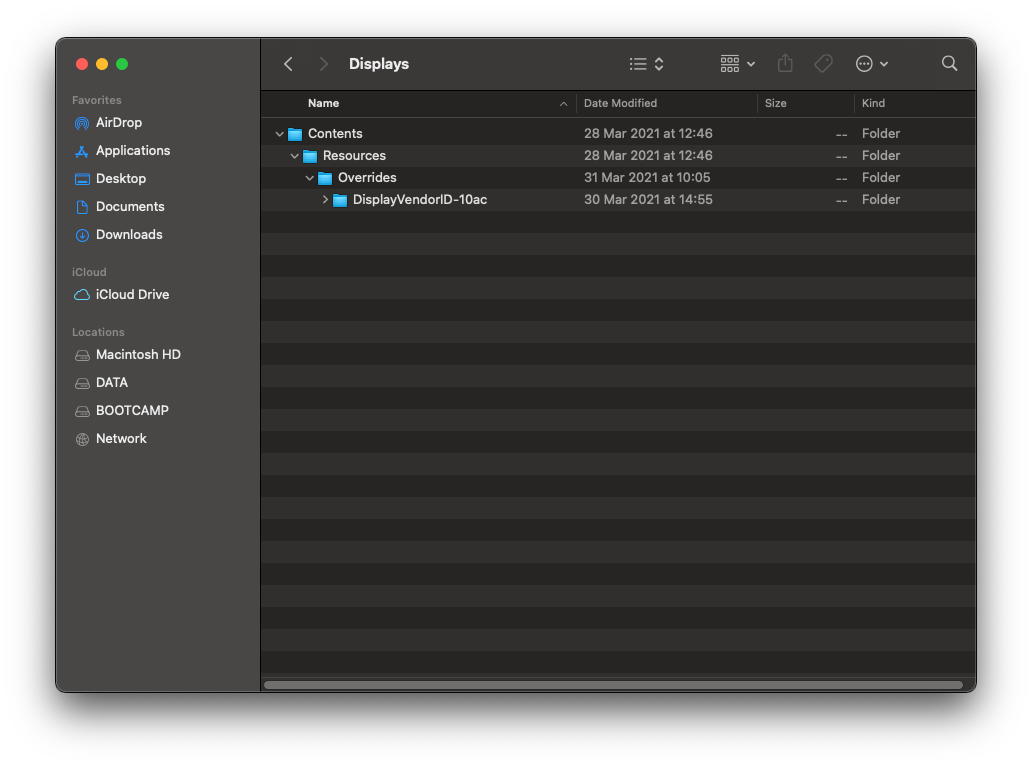 Displays
Favorites
AirDrop
Applications
Desktop
Documents
Downloads
iCloud
iCloud Drive
Locations
Macintosh HD
DATA
BOOTCAMP
Network
Name Date Modified Size Kind
Contents 28 Mar 2021 at 12:46 -- Folder
Resources 28 Mar 2021 at 12:46 -- Folder
Overrides 31 Mar 2021 at 10:05 -- Folder
DisplayVendorID-10ac 30 Mar 2021 at 14:55 -- Folder